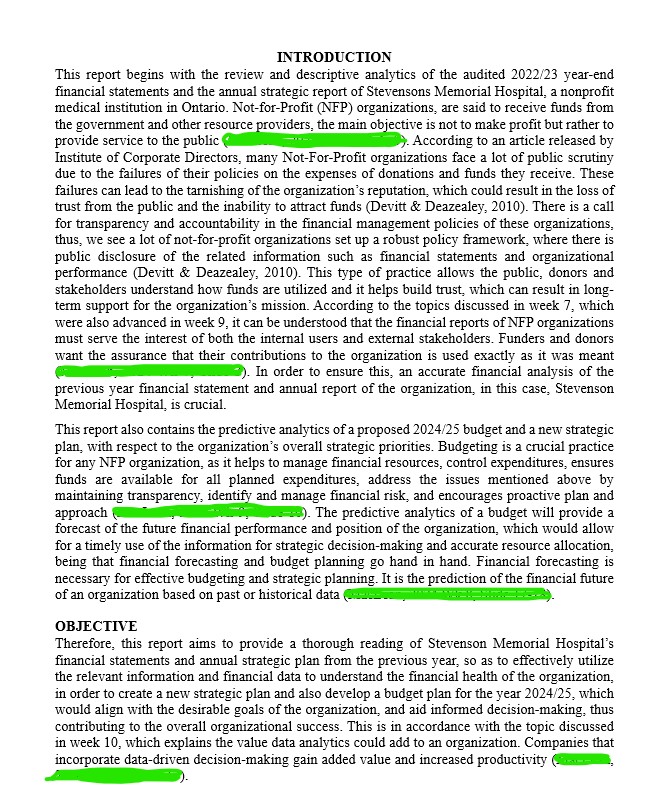 INTRODUCTION
This report begins with the review and descriptive analytics of the audited 2022/23 year-end
financial statements and the annual strategic report of Stevensons Memorial Hospital, a nonprofit
medical institution in Ontario. Not-for-Profit (NFP) organizations, are said to receive funds from
the government and other resource providers, the main objective is not to make profit but rather to
provide service to the public ( ). According to an article released by
Institute of Corporate Directors, many Not-For-Profit organizations face a lot of public scrutiny
due to the failures of their policies on the expenses of donations and funds they receive. These
failures can lead to the tarnishing of the organization’s reputation, which could result in the loss of
trust from the public and the inability to attract funds (Devitt & Deazealey, 2010). There is a call
for transparency and accountability in the financial management policies of these organizations,
thus, we see a lot of not-for-profit organizations set up a robust policy framework, where there is
public disclosure of the related information such as financial statements and organizational
performance (Devitt & Deazealey, 2010). This type of practice allows the public, donors and
stakeholders understand how funds are utilized and it helps build trust, which can result in long-
term support for the organization’s mission. According to the topics discussed in week 7, which
were also advanced in week 9, it can be understood that the financial reports of NFP organizations
must serve the interest of both the internal users and external stakeholders. Funders and donors
want the assurance that their contributions to the organization is used exactly as it was meant
( ). In order to ensure this, an accurate financial analysis of the
previous year financial statement and annual report of the organization, in this case, Stevenson
Memorial Hospital, is crucial.
This report also contains the predictive analytics of a proposed 2024/25 budget and a new strategic
plan, with respect to the organization’s overall strategic priorities. Budgeting is a crucial practice
for any NFP organization, as it helps to manage financial resources, control expenditures, ensures
funds are available for all planned expenditures, address the issues mentioned above by
maintaining transparency, identify and manage financial risk, and encourages proactive plan and
approach ( ). The predictive analytics of a budget will provide a
forecast of the future financial performance and position of the organization, which would allow
for a timely use of the information for strategic decision-making and accurate resource allocation,
being that financial forecasting and budget planning go hand in hand. Financial forecasting is
necessary for effective budgeting and strategic planning. It is the prediction of the financial future
of an organization based on past or historical data ( ).
OBJECTIVE
Therefore, this report aims to provide a thorough reading of Stevenson Memorial Hospital’s
financial statements and annual strategic plan from the previous year, so as to effectively utilize
the relevant information and financial data to understand the financial health of the organization,
in order to create a new strategic plan and also develop a budget plan for the year 2024/25, which
would align with the desirable goals of the organization, and aid informed decision-making, thus
contributing to the overall organizational success. This is in accordance with the topic discussed
in week 10, which explains the value data analytics could add to an organization. Companies that
incorporate data-driven decision-making gain added value and increased productivity ( ,
).